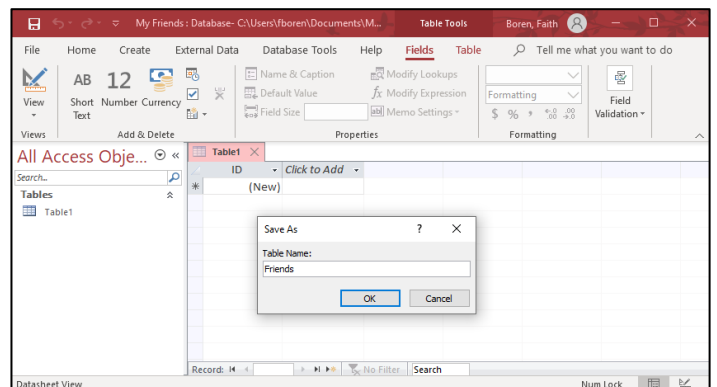 My Friends : Database- C:\Users\fboren\Documents\M... Table Tools Boren, Faith
File Home Create External Data Database Tools Help Fields Table Tell me what you want to do
View
AB Short Text
12 Number
Currency
Name & Caption
Default Value
Field Size
Modify Lookups
fx Modify Expression
ab Memo Settings
Formatting
$ % , .00 .00
Field Validation
Views Add & Delete Properties Formatting
All Access Obje... «
Search...
Tables
Table1
Table1
ID Click to Add
* (New)
Save As ? X
Table Name:
Friends
OK Cancel
Record: No Filter Search
Datasheet View Num Lock